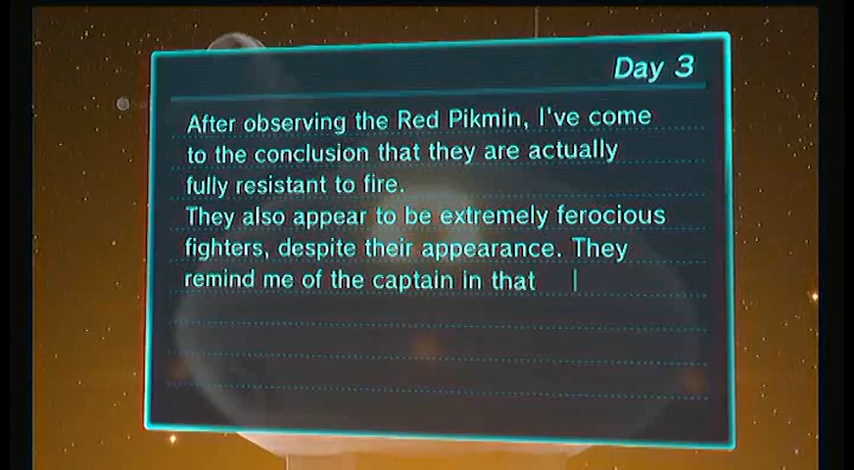 Day 3
After observing the Red Pikmin, I've come
to the conclusion that they are actually
fully resistant to fire.
They also appear to be extremely ferocious
fighters, despite their appearance. They
remind me of the captain in that